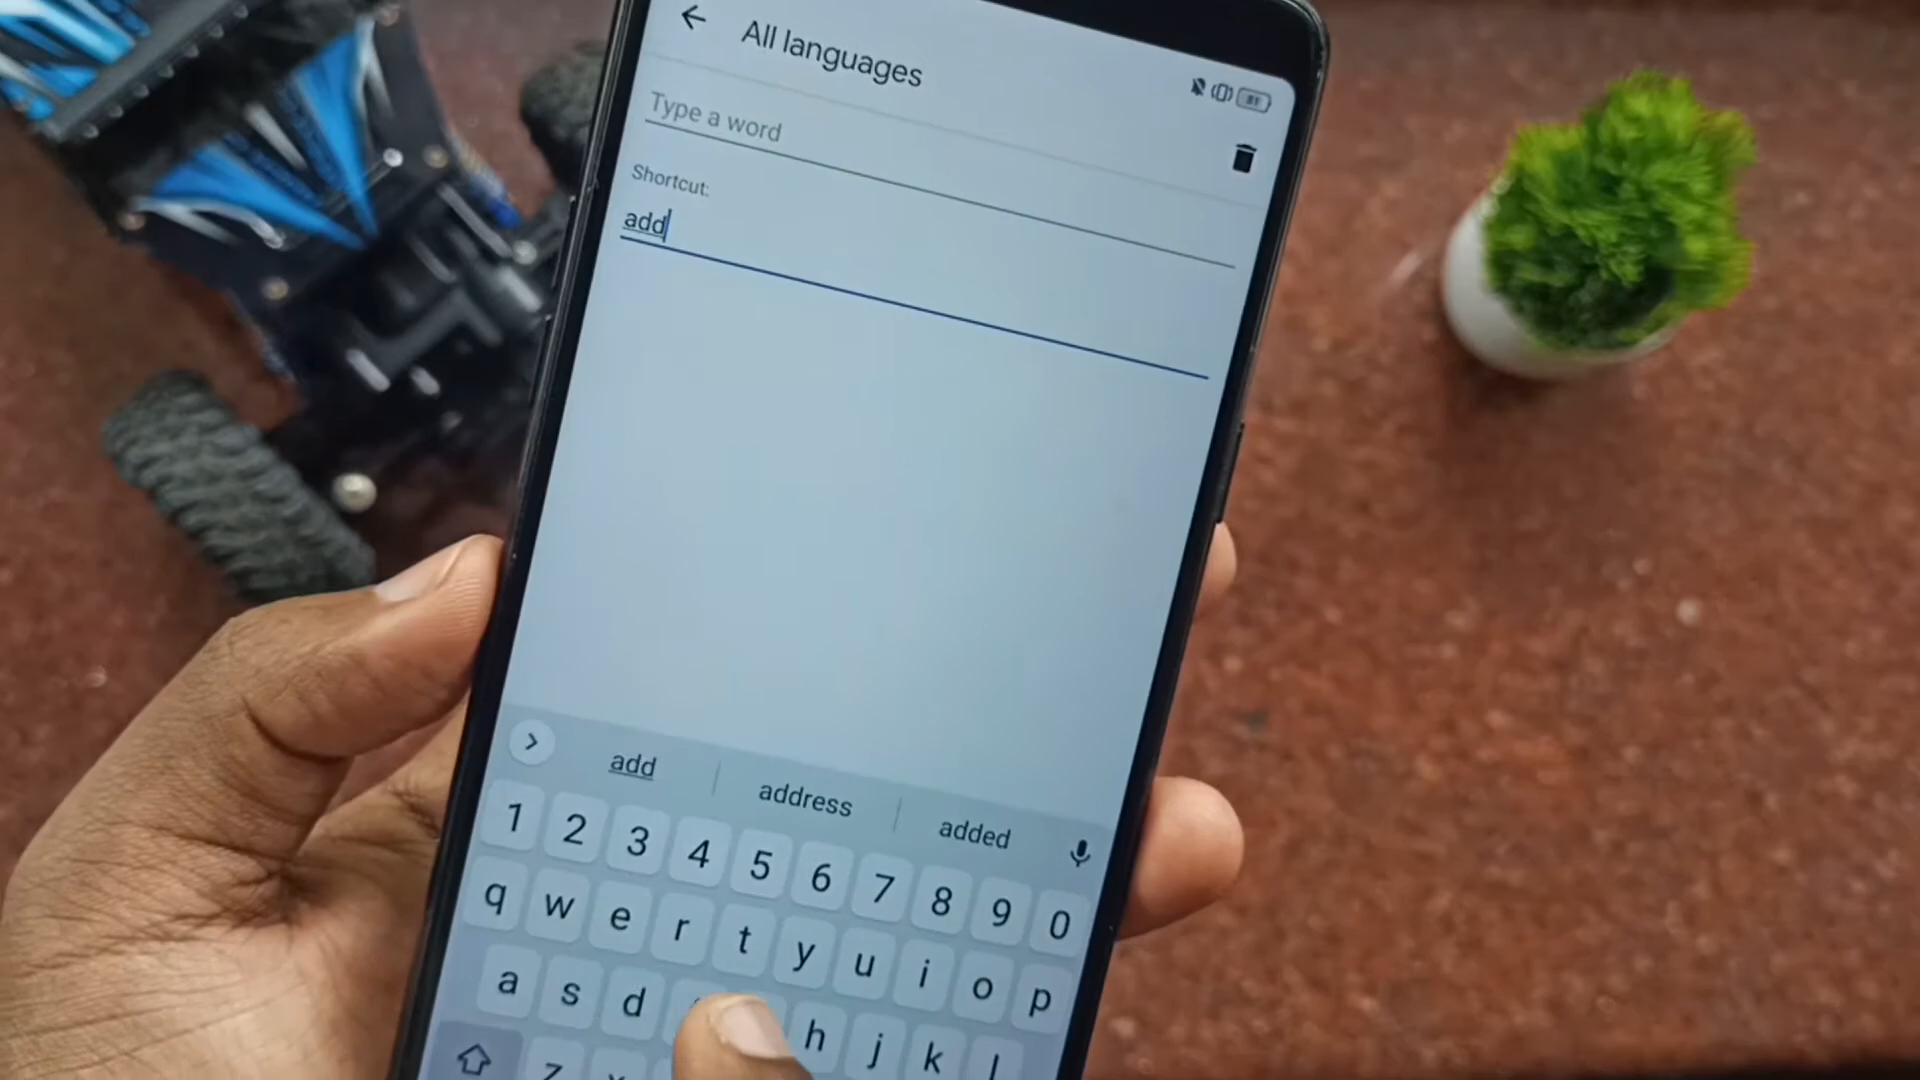 All languages
81
Type a word
Shortcut:
add
add address added
1 2 3 4 5 6 7 8 9 0
q w e r t y u i o p
a s d h j k l
z